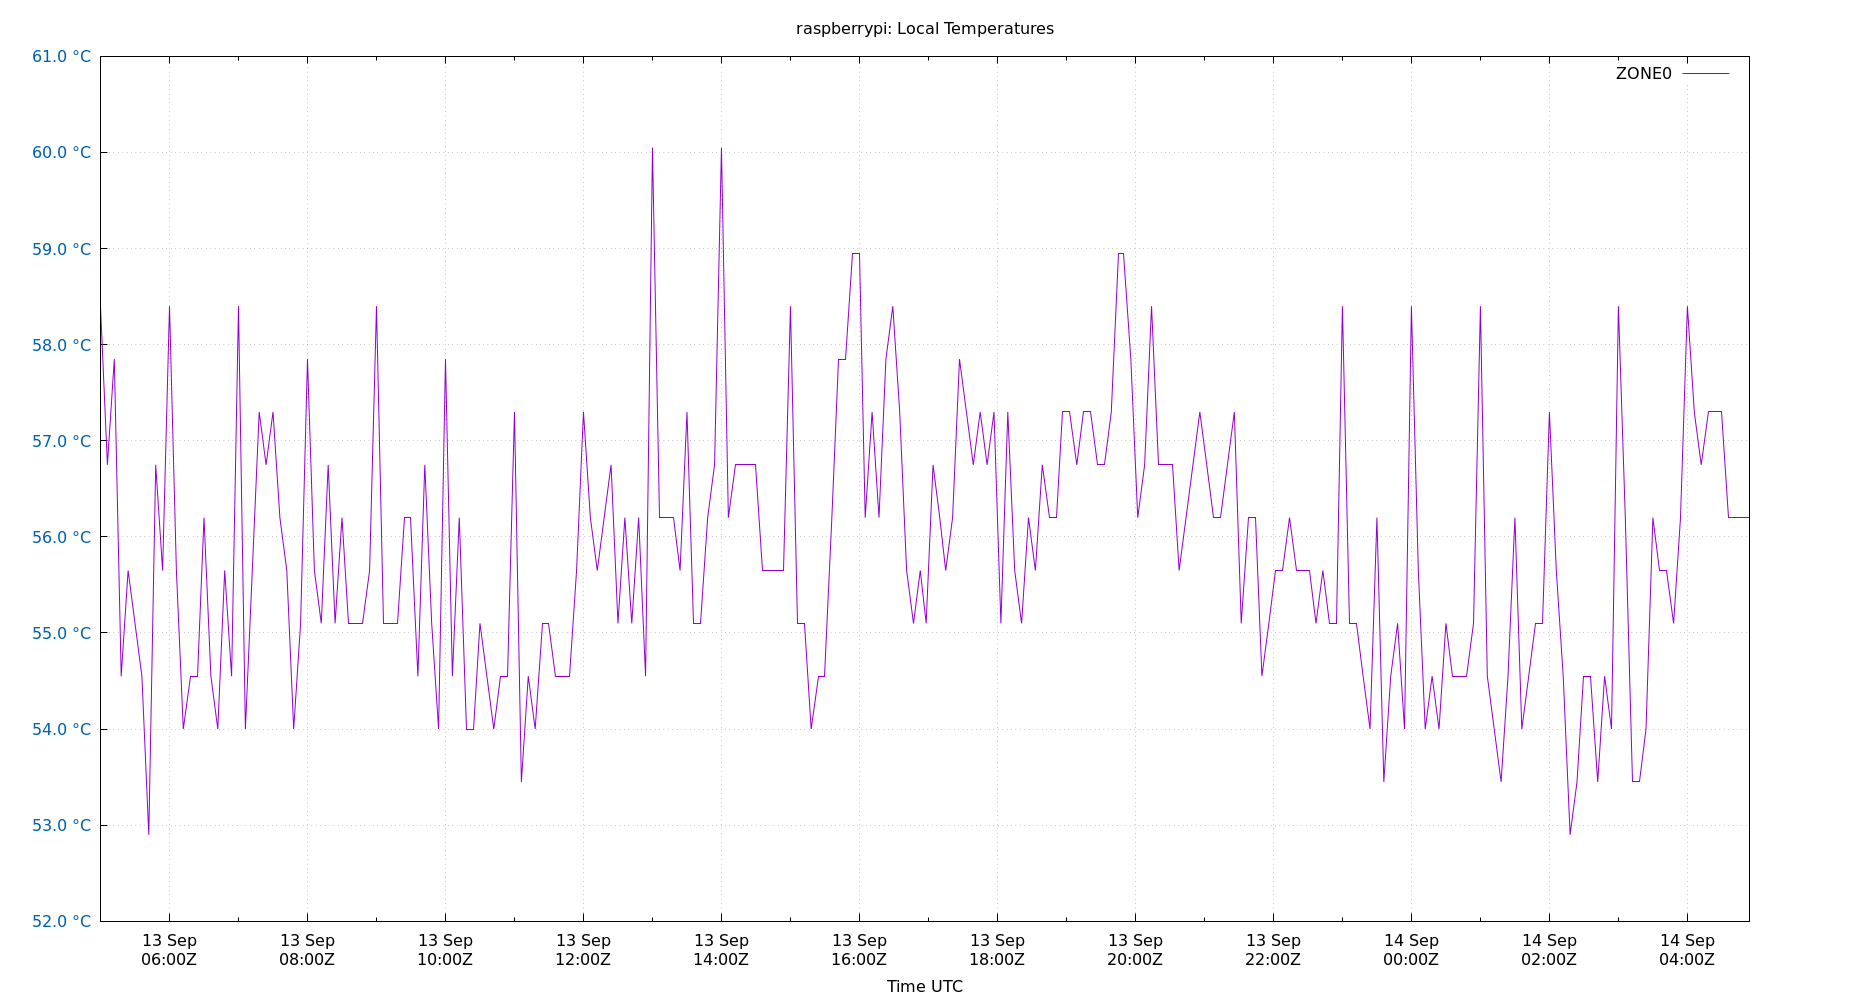 raspberrypi: Local Temperatures
ZONE0
61.0 °C
60.0 °C
59.0 °C
58.0 °C
57.0 °C
56.0 °C
55.0 °C
54.0 °C
53.0 °C
52.0 °C
13 Sep 13 Sep 13 Sep 13 Sep 13 Sep 13 Sep 13 Sep 13 Sep 13 Sep 14 Sep 14 Sep 14 Sep
06:00Z 08:00Z 10:00Z 12:00Z 14:00Z 16:00Z 18:00Z 20:00Z 22:00Z 00:00Z 02:00Z 04:00Z
Time UTC